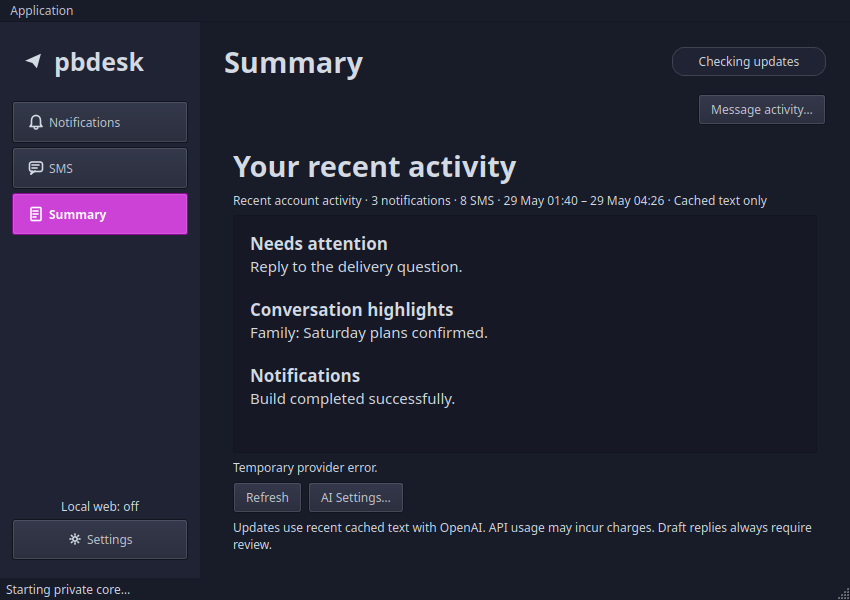 Application
pbdesk
Notifications
SMS
Summary
Local web: off
Settings
Starting private core...
Summary
Checking updates
Message activity...
Your recent activity
Recent account activity · 3 notifications · 8 SMS · 29 May 01:40 – 29 May 04:26 · Cached text only
Needs attention
Reply to the delivery question.
Conversation highlights
Family: Saturday plans confirmed.
Notifications
Build completed successfully.
Temporary provider error.
Refresh
AI Settings...
Updates use recent cached text with OpenAI. API usage may incur charges. Draft replies always require
review.